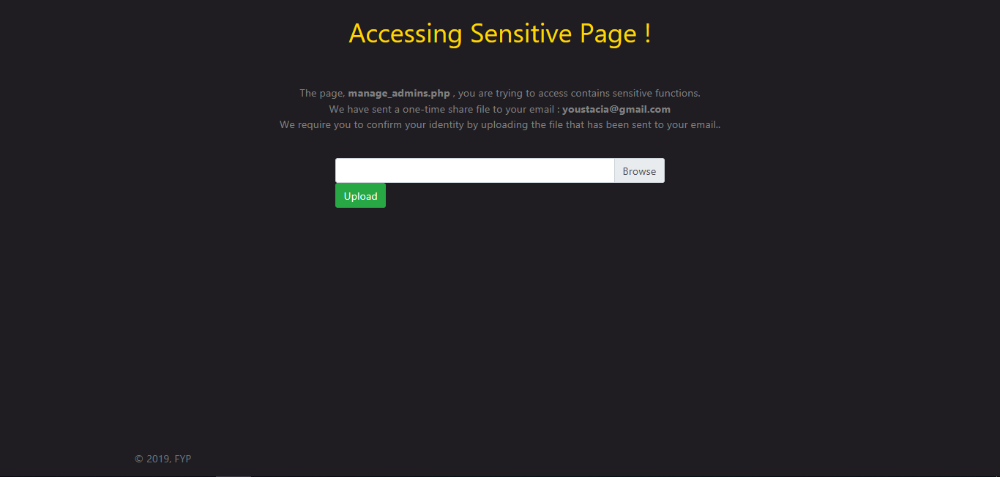 Accessing Sensitive Page !
The page, manage_admins.php , you are trying to access contains sensitive functions.
We have sent a one-time share file to your email : youstacia@gmail.com
We require you to confirm your identity by uploading the file that has been sent to your email..
Browse
Upload
© 2019, FYP